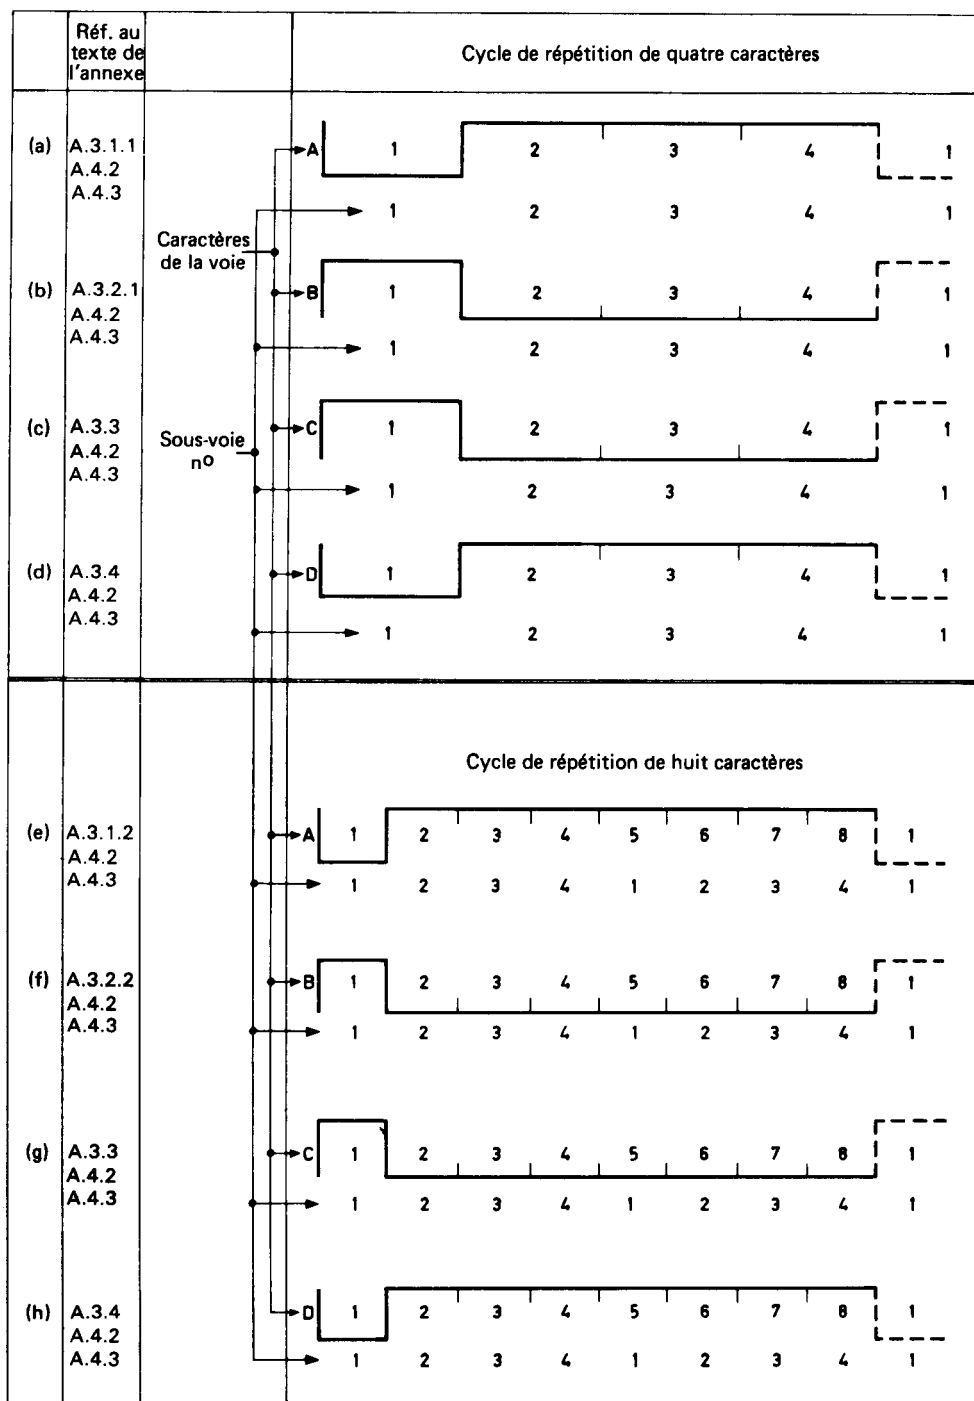 Réf. au
texte de
l'annexe
Cycle de répétition de quatre caractères
(a) A.3.1.1 A 1 2 3 4 1
A.4.2
A.4.3 1 2 3 4 1
Caractères
de la voie
(b) A.3.2.1 B 1 2 3 4 1
A.4.2
A.4.3 1 2 3 4 1
(c) A.3.3 C 1 2 3 4 1
A.4.2
Sous-voie
nº
A.4.3 1 2 3 4 1
(d) A.3.4 D 1 2 3 4 1
A.4.2
A.4.3 1 2 3 4 1
Cycle de répétition de huit caractères
(e) A.3.1.2 A 1 2 3 4 5 6 7 8 1
A.4.2
A.4.3 1 2 3 4 1 2 3 4 1
(f) A.3.2.2 B 1 2 3 4 5 6 7 8 1
A.4.2
A.4.3 1 2 3 4 1 2 3 4 1
(g) A.3.3 C 1 2 3 4 5 6 7 8 1
A.4.2
A.4.3 1 2 3 4 1 2 3 4 1
(h) A.3.4 D 1 2 3 4 5 6 7 8 1
A.4.2
A.4.3 1 2 3 4 1 2 3 4 1